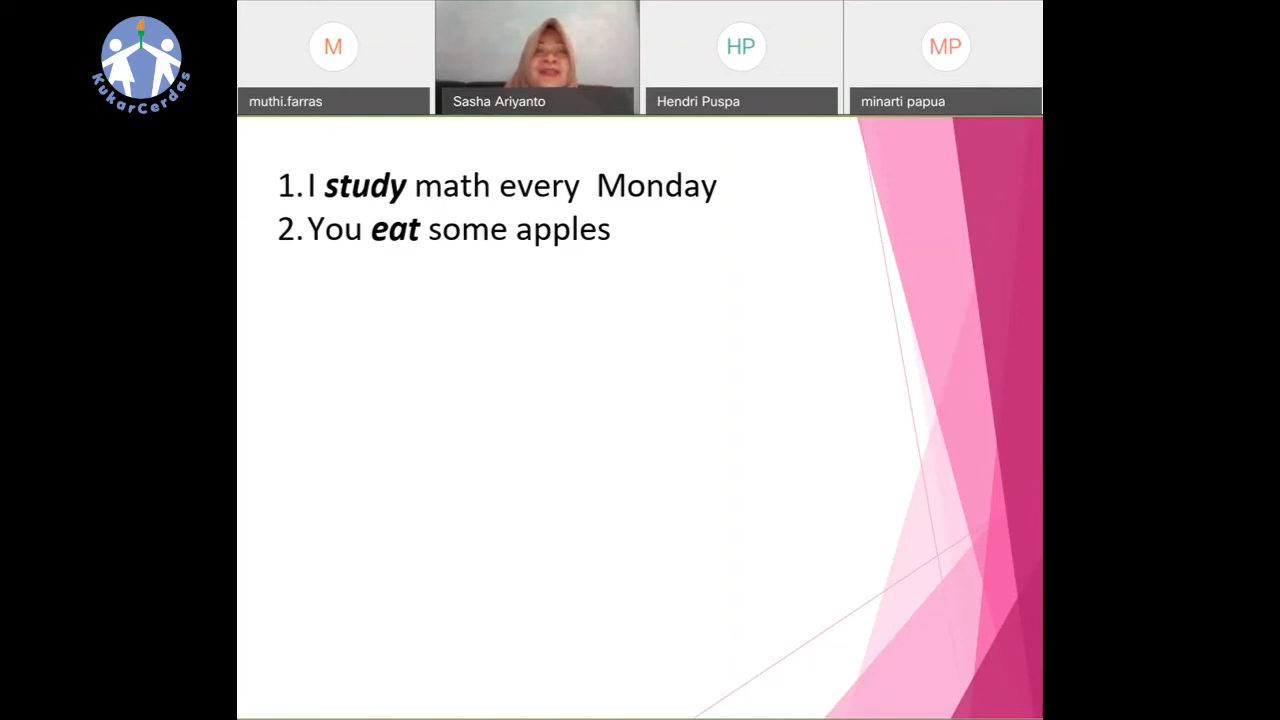 KukarCerdas
M
HP
MP
muthi.farras
Sasha Ariyanto
Hendri Puspa
minarti papua
1. I study math every Monday
2. You eat some apples